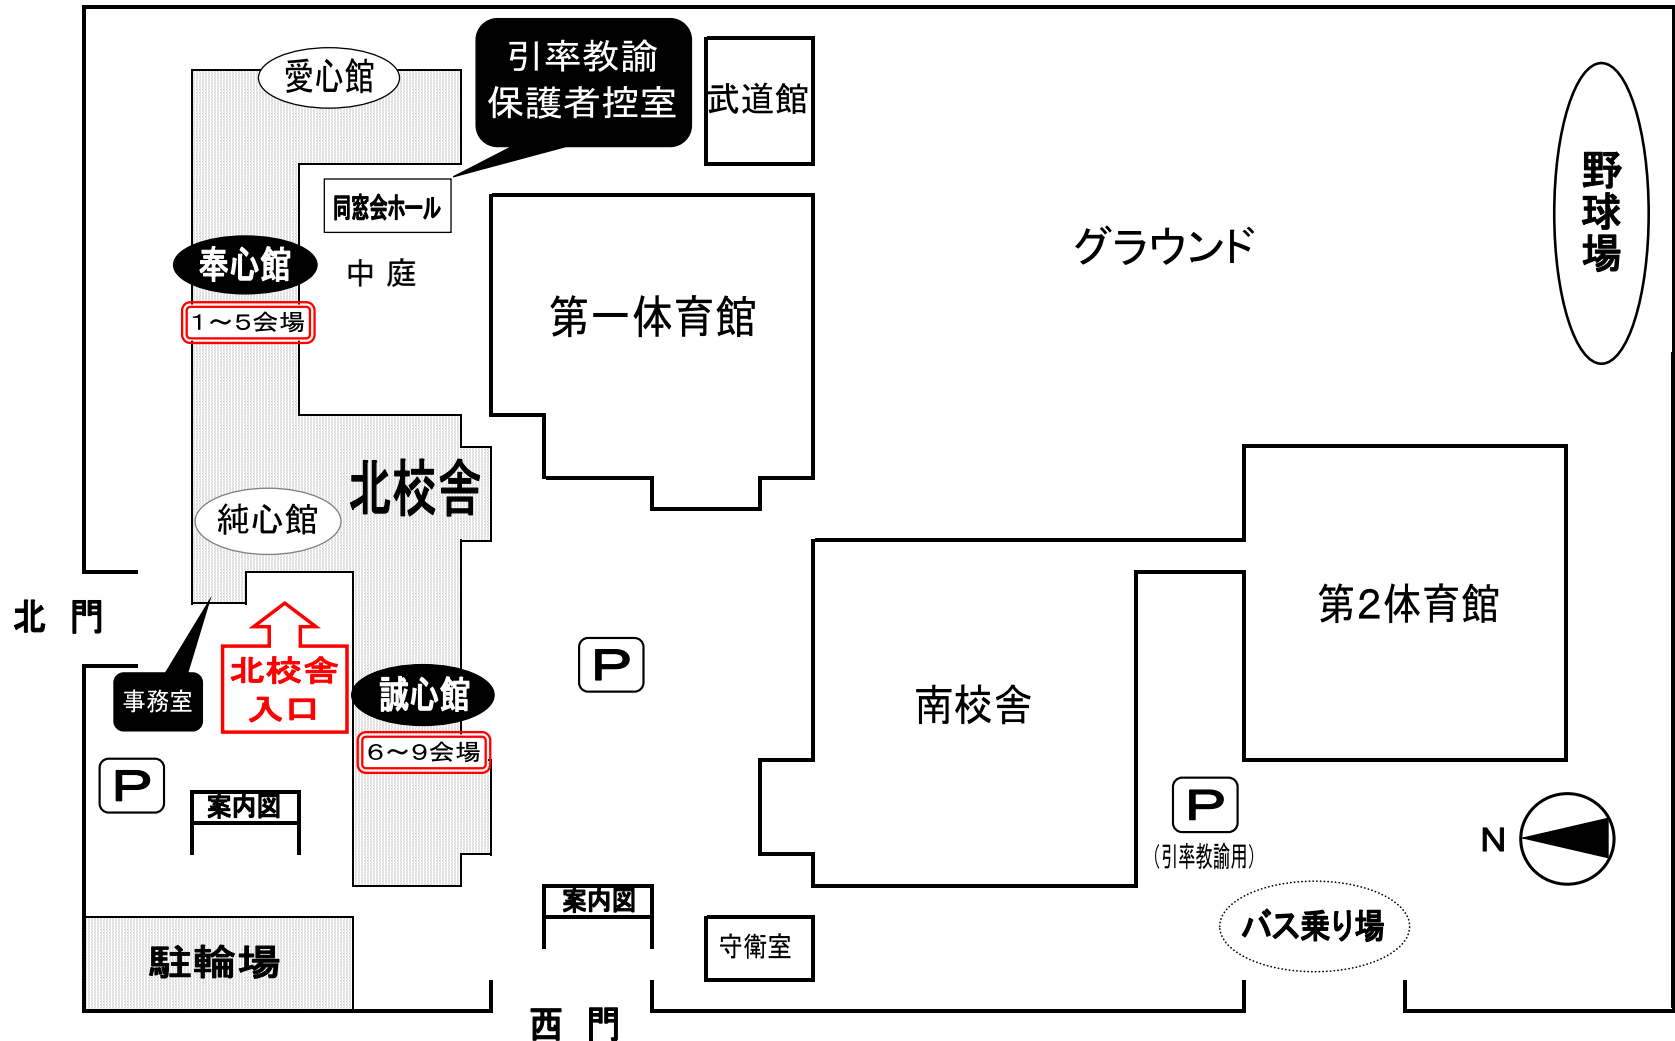 引率教諭
保護者控室
愛心館
武道館
同窓会ホール
奉心館
中 庭
1～5会場
第一体育館
グラウンド
野球場
北校舎
純心館
北 門
北校舎
入口
事務室
誠心館
6～9会場
P
案内図
P
南校舎
第2体育館
P
(引率教諭用)
N
案内図
守衛室
バス乗り場
駐輪場
西 門